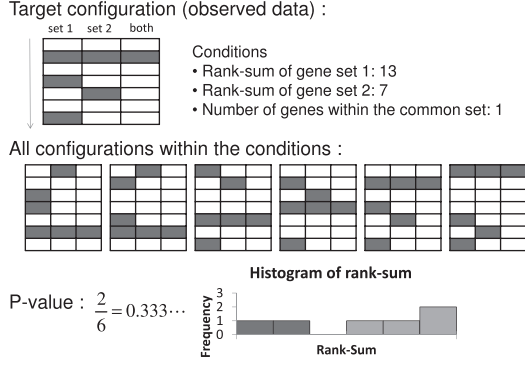 Target configuration (observed data) :
set 1 set 2 both
Conditions
• Rank-sum of gene set 1: 13
• Rank-sum of gene set 2: 7
• Number of genes within the common set: 1
All configurations within the conditions :
Histogram of rank-sum
P-value : 2/6 = 0.333···
Frequency
3
2
1
0
Rank-Sum